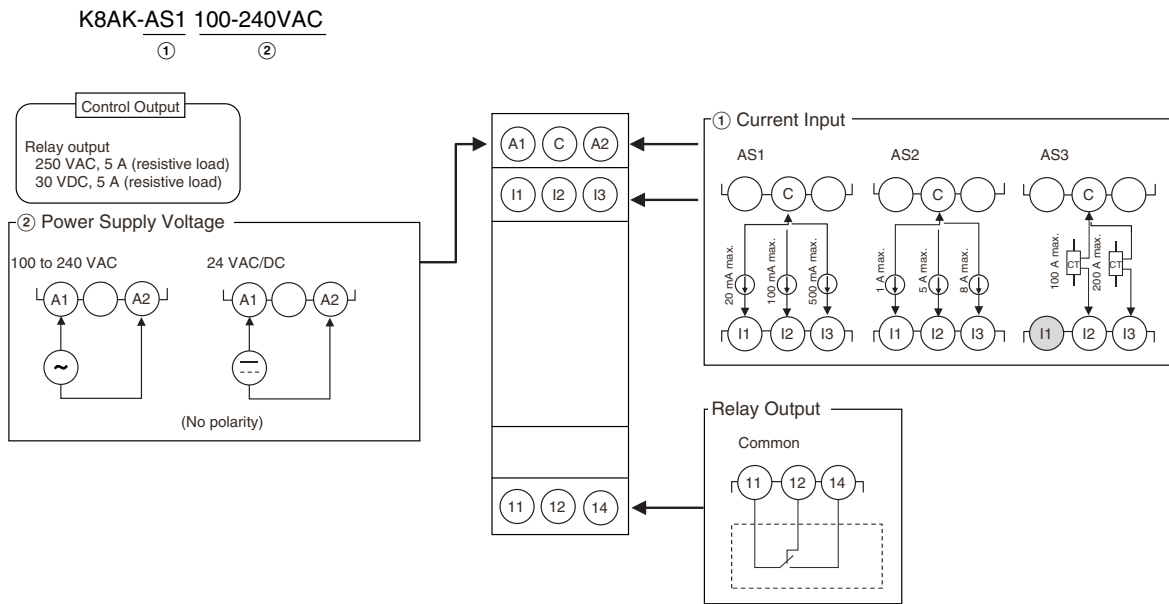 K8AK-AS1 100-240VAC
① ②
Control Output
Relay output
250 VAC, 5 A (resistive load)
30 VDC, 5 A (resistive load)
② Power Supply Voltage
100 to 240 VAC
A1 A2
~
24 VAC/DC
A1 A2
(No polarity)
A1 C A2
I1 I2 I3
11 12 14
① Current Input
AS1
C
20 mA max.
100 mA max.
500 mA max.
I1 I2 I3
AS2
C
1 A max.
5 A max.
8 A max.
I1 I2 I3
AS3
C
100 A max.
CT
200 A max.
CT
I1 I2 I3
Relay Output
Common
11 12 14